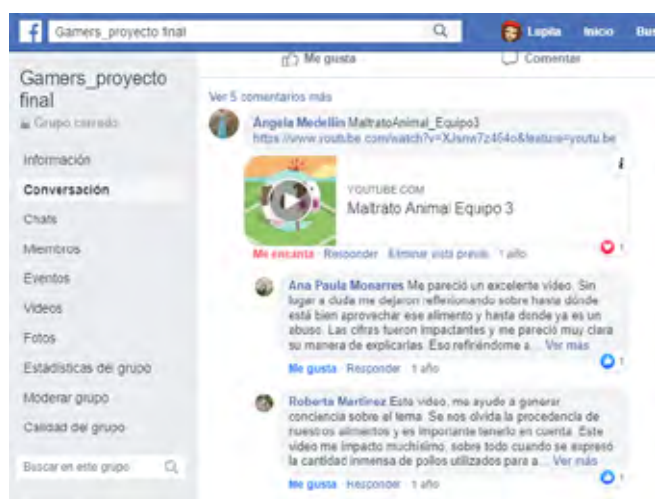 Gamers_proyecto final
Lupita Inicio Bus
Me gusta Comentar
Gamers_proyecto
final
Grupo cerrado
Información
Conversación
Chats
Miembros
Eventos
Videos
Fotos
Estadísticas del grupo
Moderar grupo
Calidad del grupo
Buscar en este grupo
Ver 5 comentarios más
Angela Medellin MaltratoAnimal_Equipo3
YOUTUBE.COM
Maltrato Animal Equipo 3
Me encanta · Responder · Eliminar vista previa · 1 año
1
Ana Paula Monarres Me pareció un excelente video. Sin
lugar a duda me dejaron reflexionando sobre hasta dónde
está bien aprovechar ese alimento y hasta donde ya es un
abuso. Las cifras fueron impactantes y me pareció muy clara
su manera de explicarlas. Eso refiriéndome a... Ver más
Me gusta · Responder · 1 año
1
Roberta Martinez Este video, me ayudo a generar
conciencia sobre el tema. Se nos olvida la procedencia de
nuestros alimentos y es importante tenerlo en cuenta. Este
video me impacto muchísimo, sobre todo cuando se expresó
la cantidad inmensa de pollos utilizados para a... Ver más
Me gusta · Responder · 1 año
1